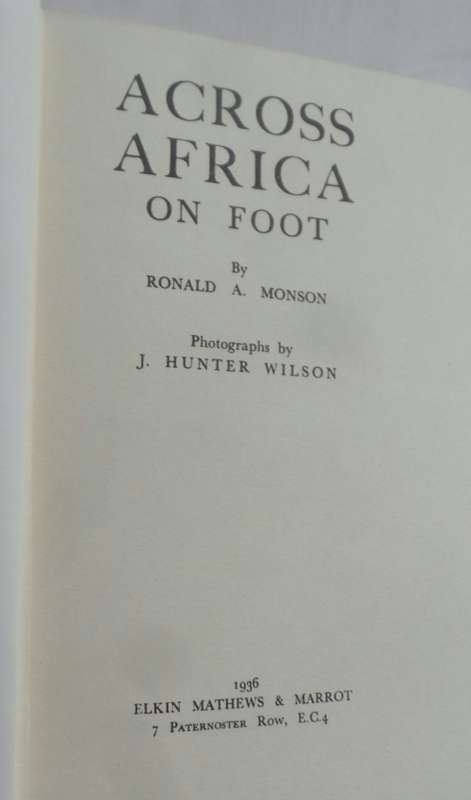 ACROSS
AFRICA
ON FOOT
By
RONALD A. MONSON
Photographs by
J. HUNTER WILSON
1936
ELKIN MATHEWS & MARROT
7 PATERNOSTER ROW, E.C.4